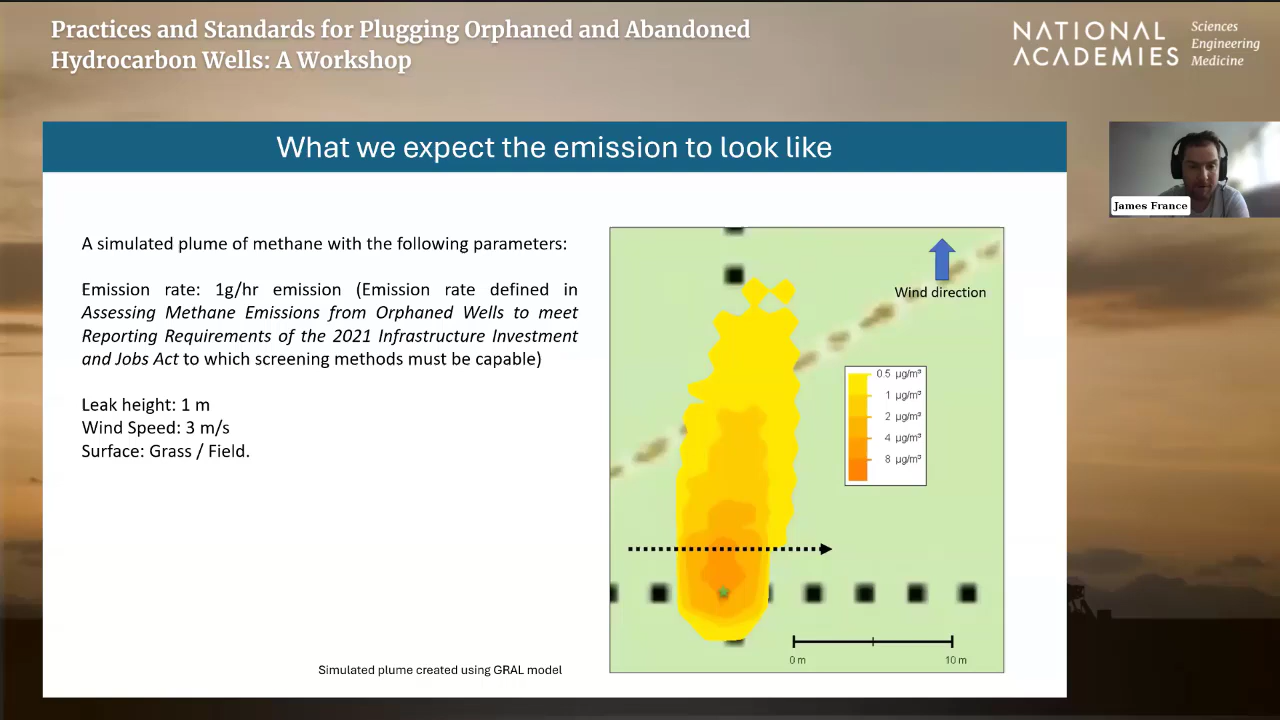 Practices and Standards for Plugging Orphaned and Abandoned
Hydrocarbon Wells: A Workshop
NATIONAL
ACADEMIES
Sciences
Engineering
Medicine
What we expect the emission to look like
James France
A simulated plume of methane with the following parameters:
Emission rate: 1g/hr emission (Emission rate defined in
Assessing Methane Emissions from Orphaned Wells to meet
Reporting Requirements of the 2021 Infrastructure Investment
and Jobs Act to which screening methods must be capable)
Leak height: 1 m
Wind Speed: 3 m/s
Surface: Grass / Field.
Wind direction
0.5 µg/m³
1 µg/m³
2 µg/m³
4 µg/m³
8 µg/m³
0 m
10 m
Simulated plume created using GRAL model